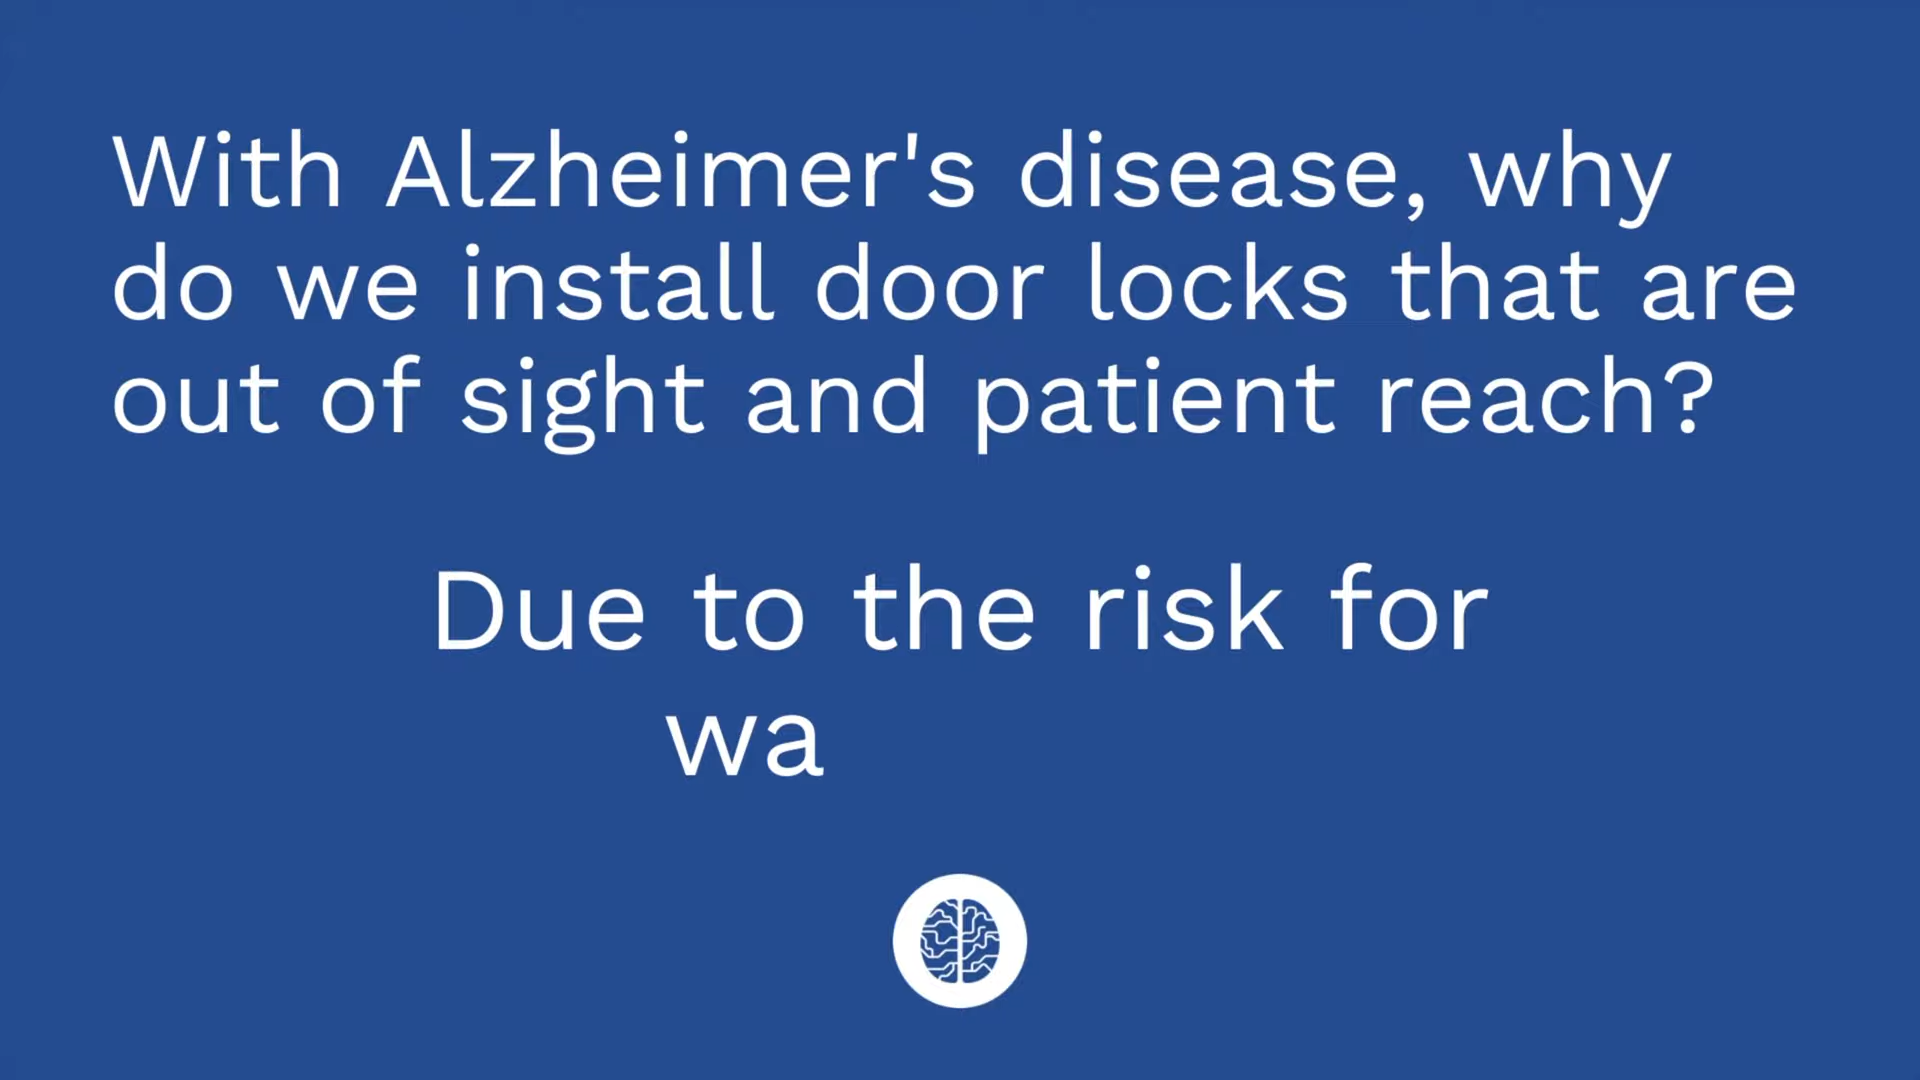 With Alzheimer's disease, why
do we install door locks that are
out of sight and patient reach?
Due to the risk for
wa